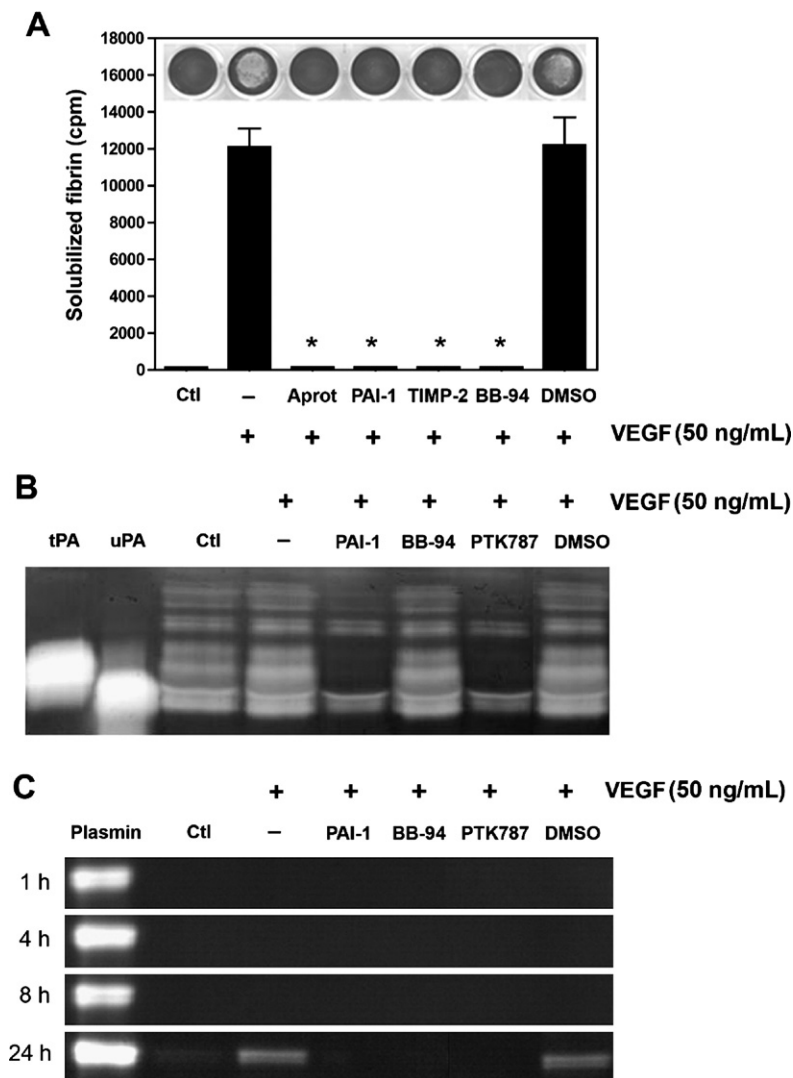 A
Solubilized fibrin (cpm)
18000
16000
14000
12000
10000
8000
6000
4000
2000
0
* * * *
Ctl – Aprot PAI-1 TIMP-2 BB-94 DMSO
+ + + + + + VEGF (50 ng/mL)
B
+ + + + + VEGF (50 ng/mL)
tPA uPA Ctl – PAI-1 BB-94 PTK787 DMSO
C
+ + + + + VEGF (50 ng/mL)
Plasmin Ctl – PAI-1 BB-94 PTK787 DMSO
1 h
4 h
8 h
24 h